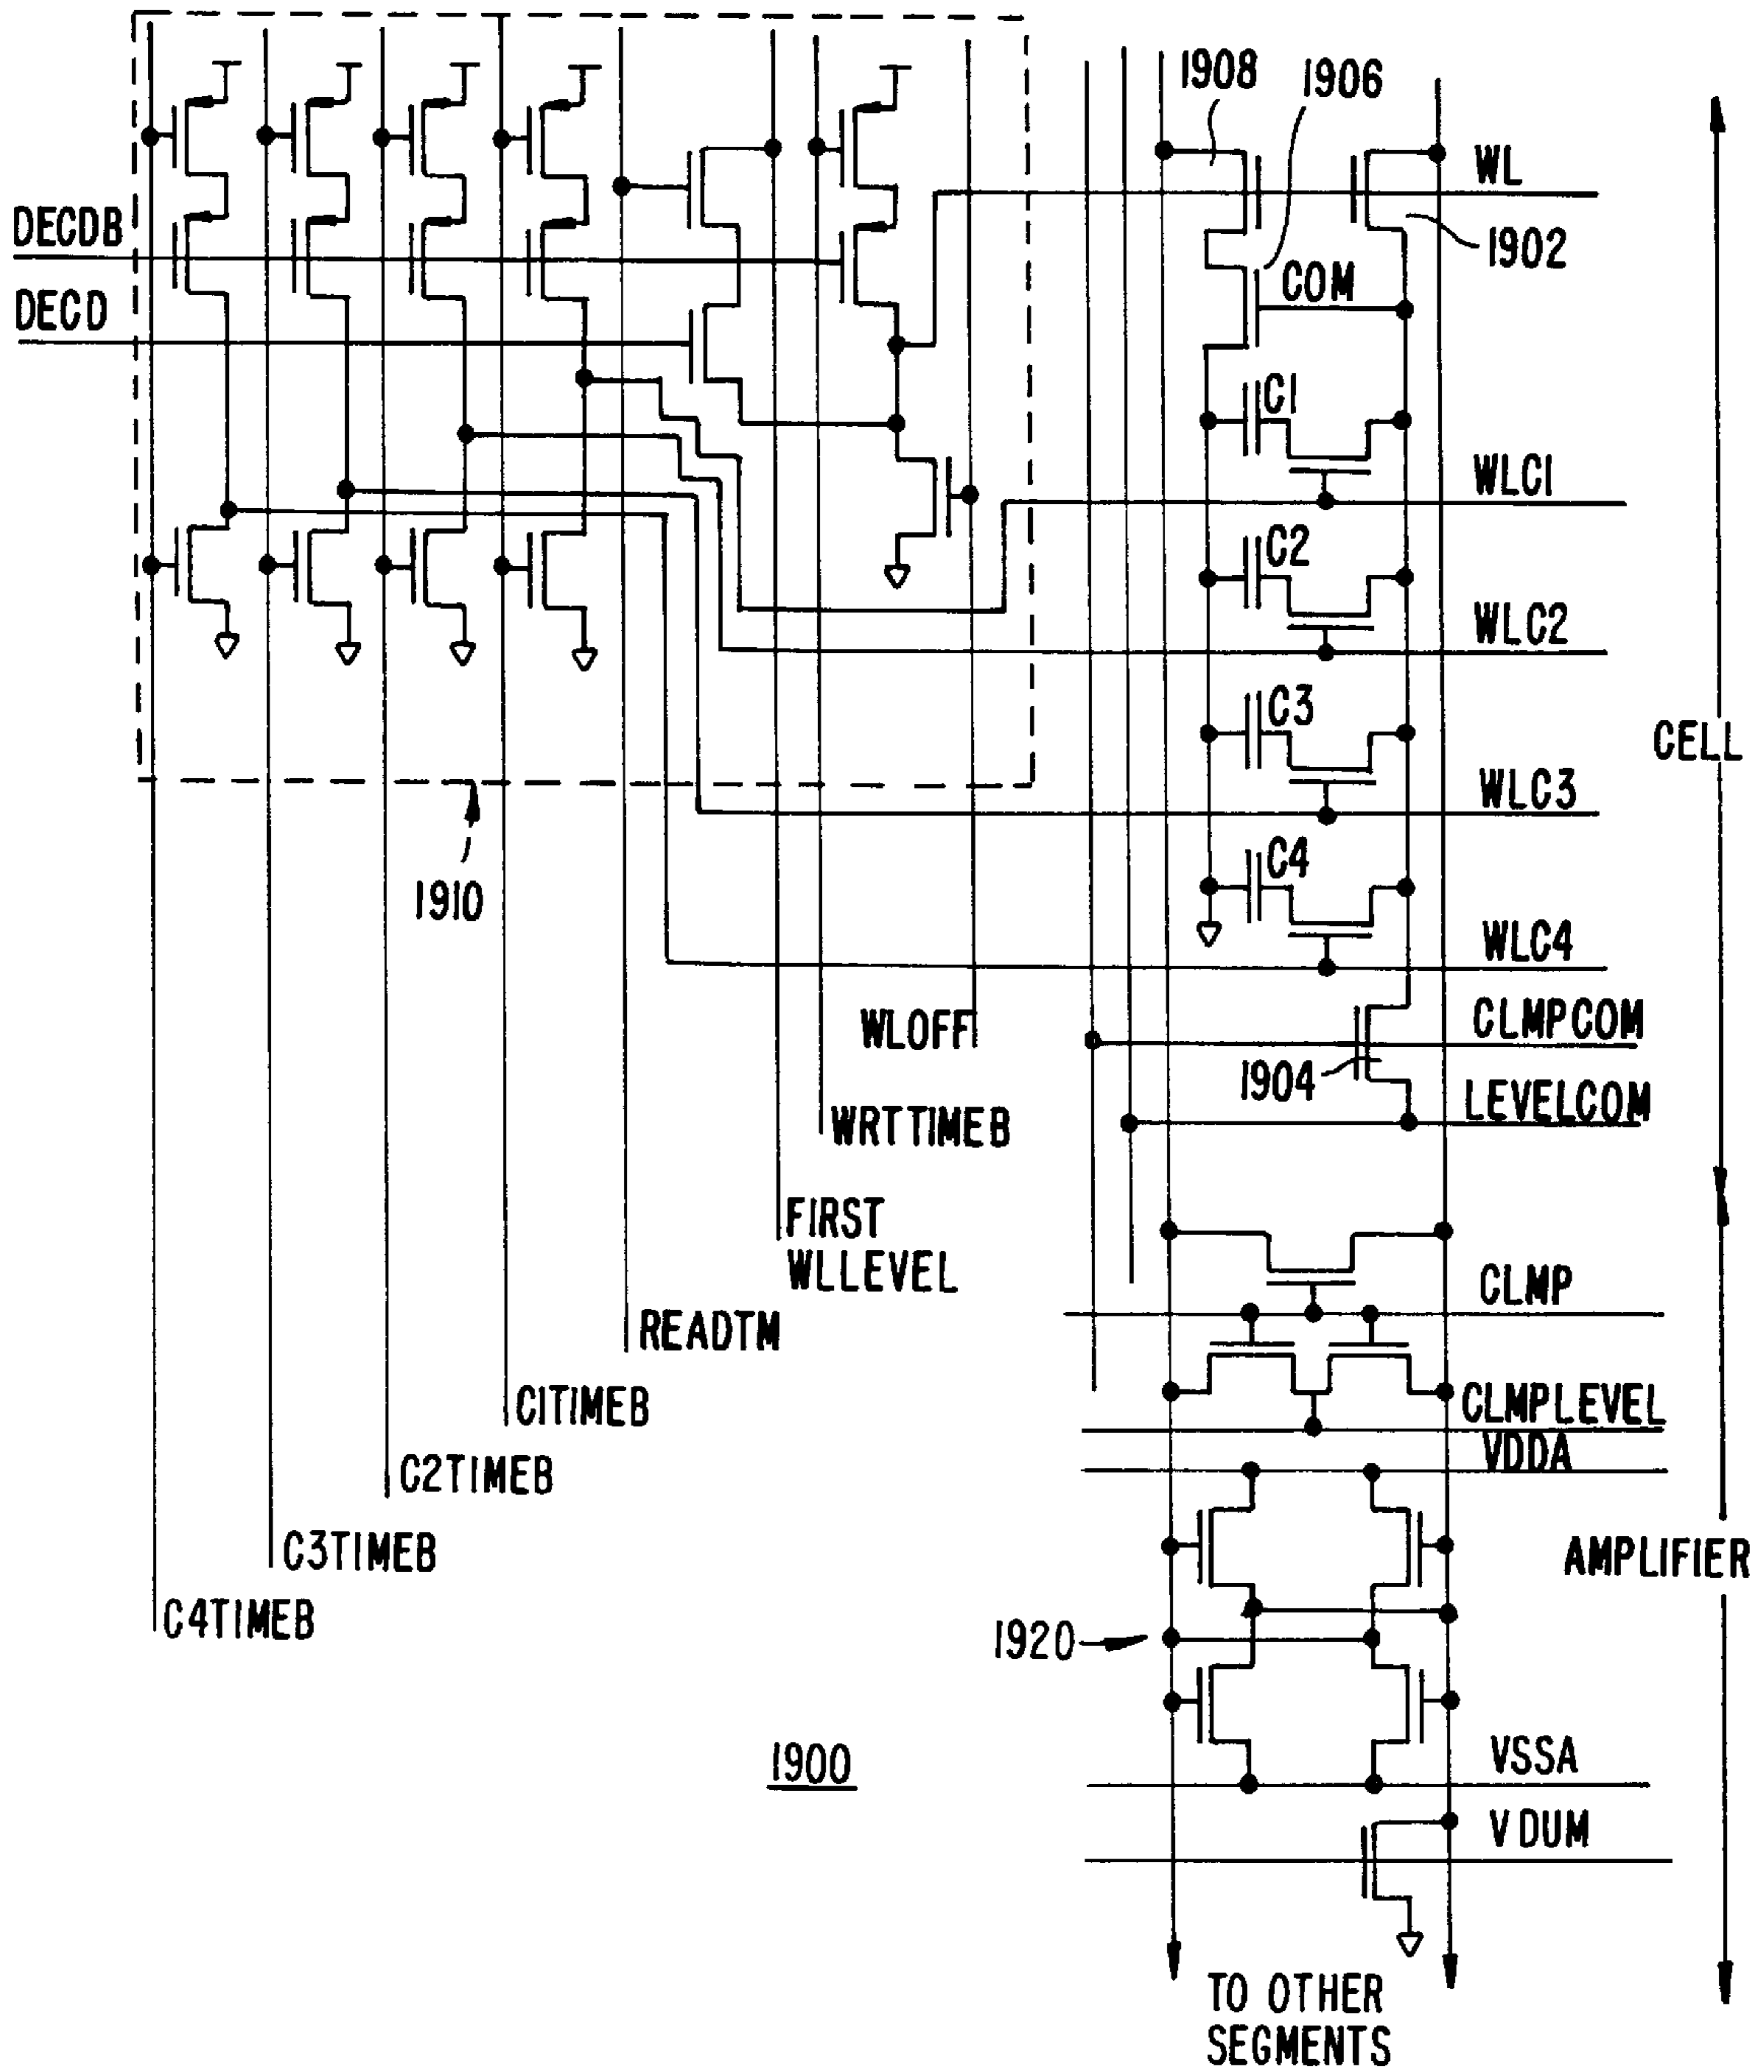 1908
1906
WL
DECDB
1902
COM
DECD
C1
WLC1
C2
WLC2
C3
CELL
WLC3
C4
1910
WLC4
WLOFF
CLMPCOM
1904
LEVELCOM
WRTTIMEB
FIRST
WLLEVEL
CLMP
READTM
C1TIMEB
CLMPLEVEL
VDDA
C2TIMEB
C3TIMEB
AMPLIFIER
C4TIMEB
1920
1900
VSSA
VDUM
TO OTHER
SEGMENTS